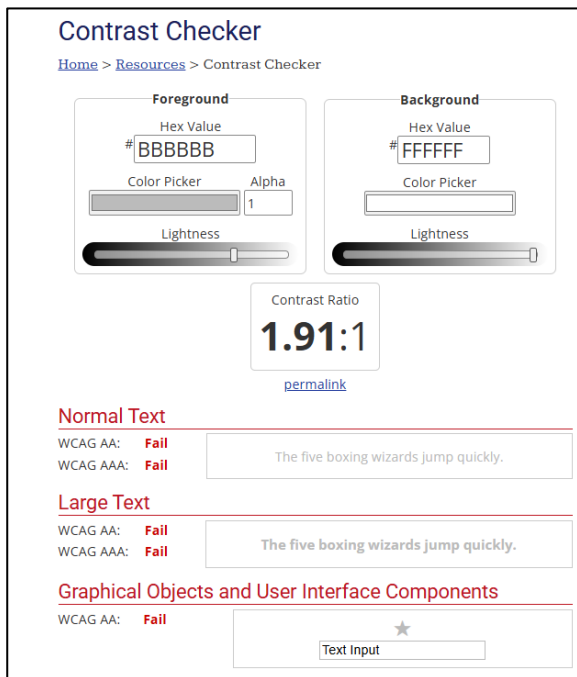 Contrast Checker
Home > Resources > Contrast Checker
Foreground
Hex Value
# BBBBBB
Color Picker Alpha
1
Lightness
Background
Hex Value
# FFFFFF
Color Picker
Lightness
Contrast Ratio
1.91:1
permalink
Normal Text
WCAG AA: Fail
WCAG AAA: Fail
The five boxing wizards jump quickly.
Large Text
WCAG AA: Fail
WCAG AAA: Fail
The five boxing wizards jump quickly.
Graphical Objects and User Interface Components
WCAG AA: Fail
Text Input